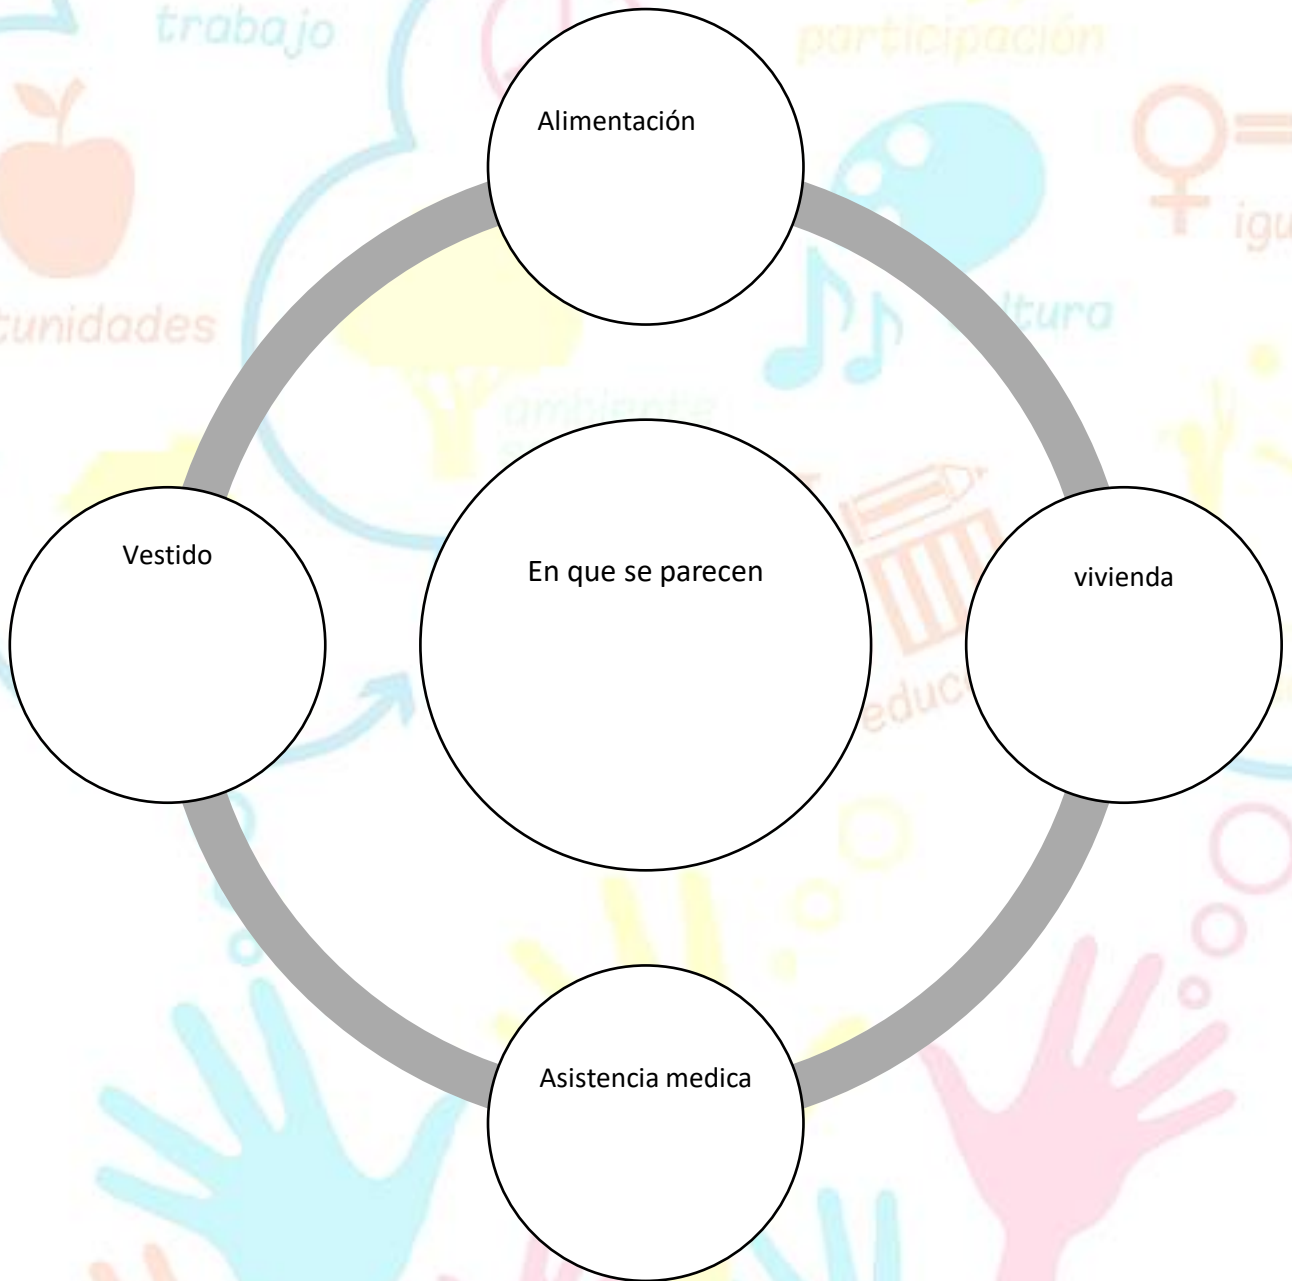 trabajo
participación
Alimentación
igu
tunidades
tura
ambiente
Vestido
En que se parecen
vivienda
educ
Asistencia medica